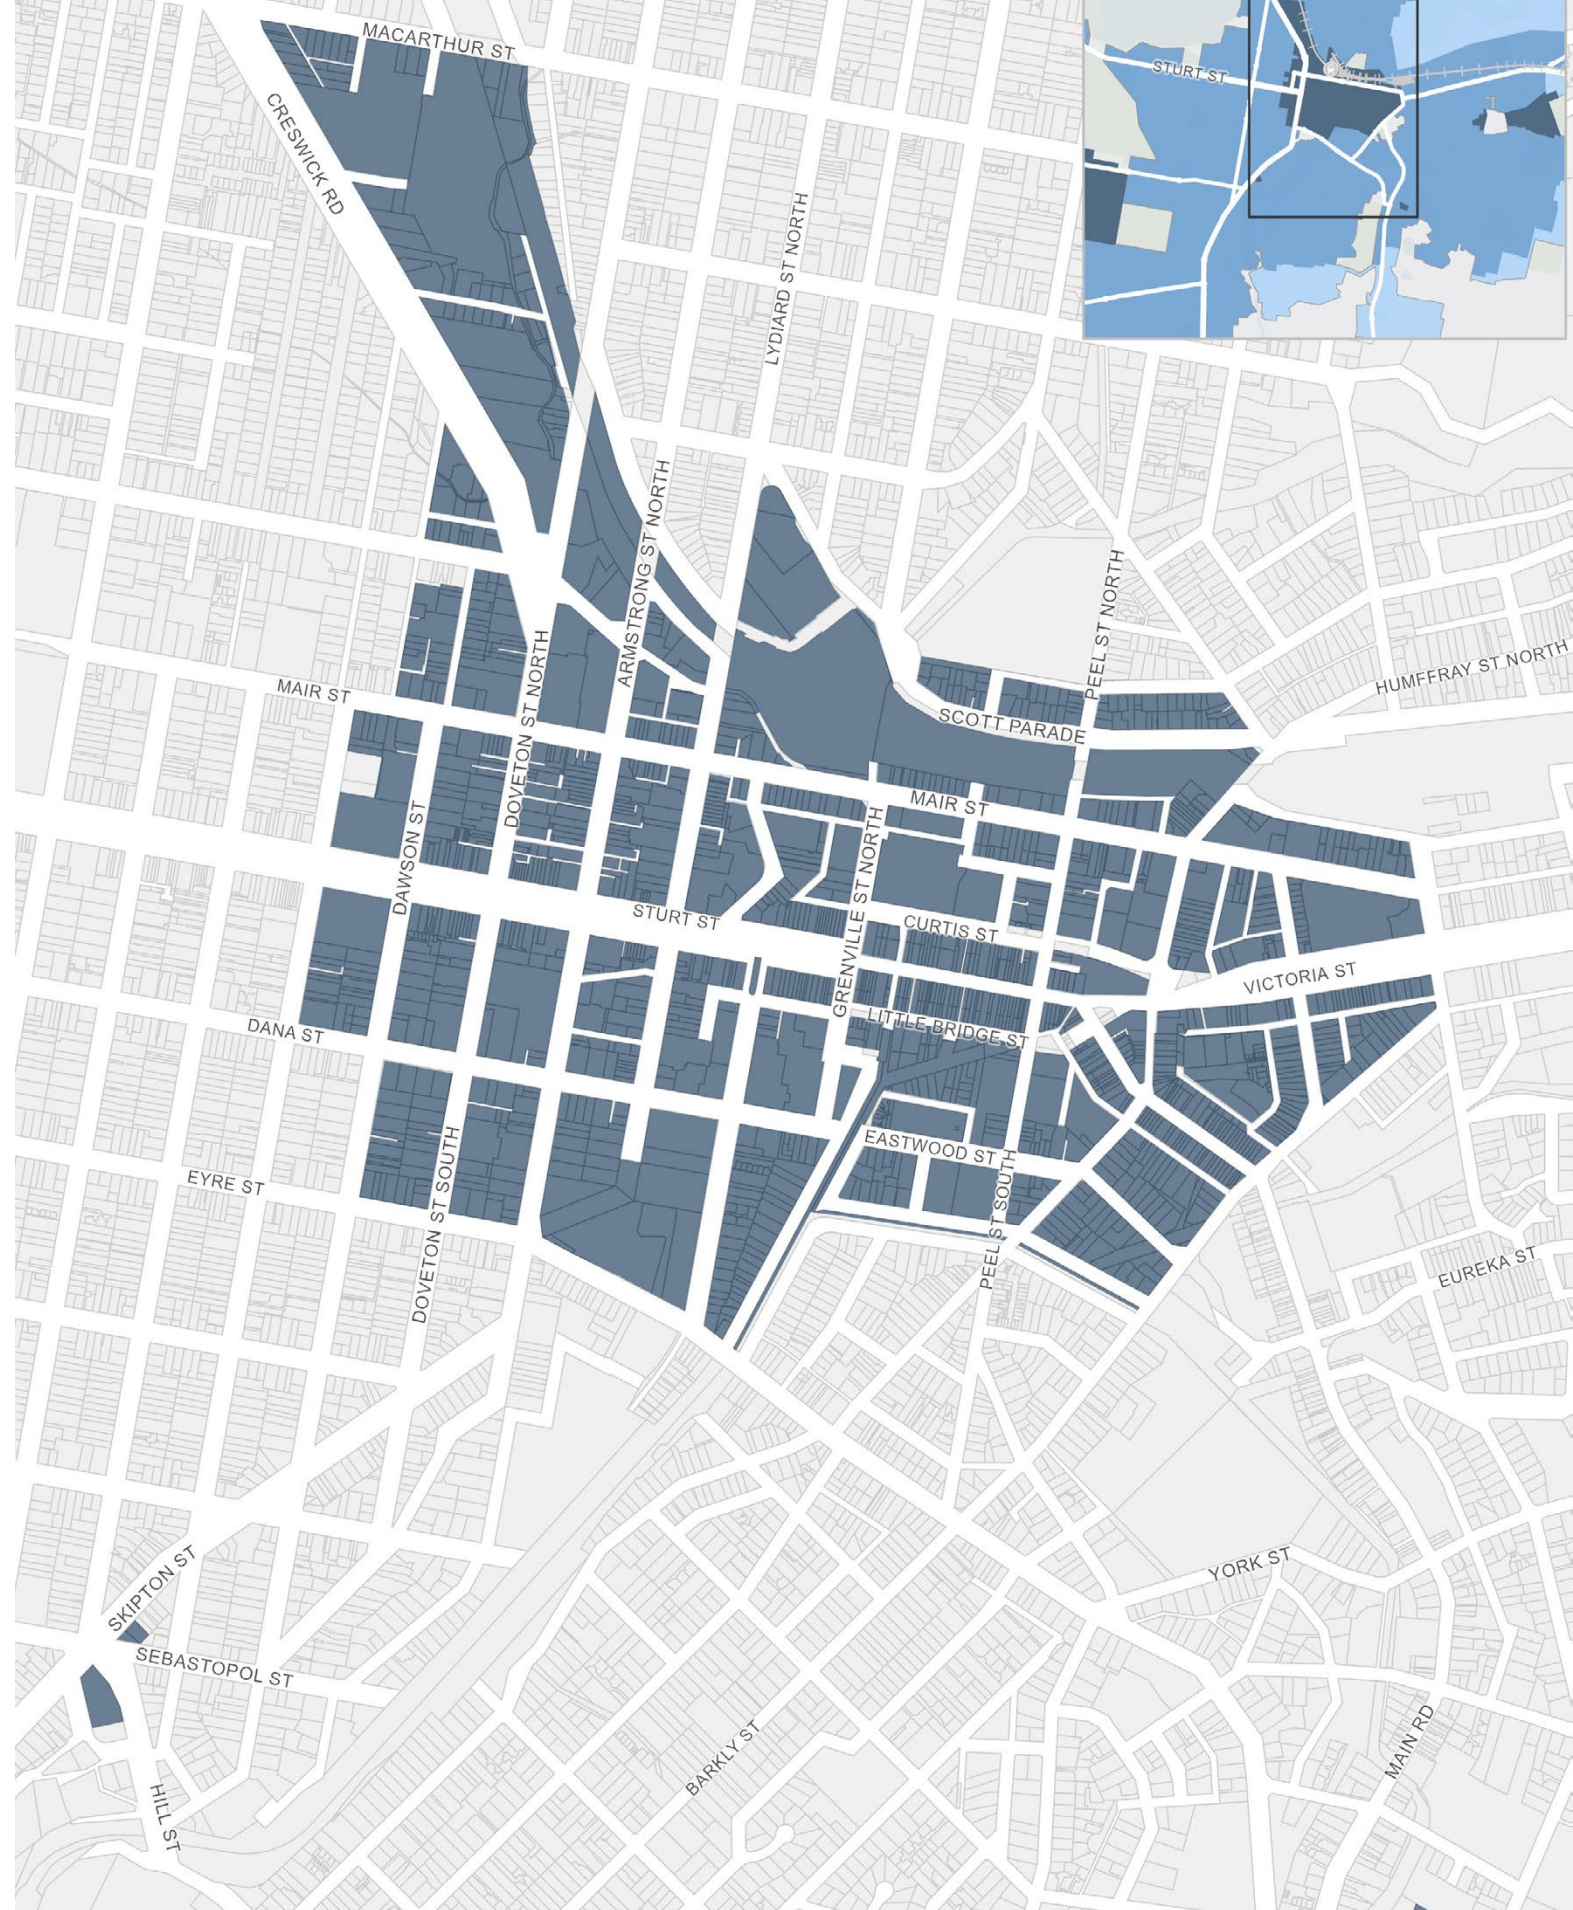 MACARTHUR ST
STURT ST
CRESWICK RD
LYDIARD ST NORTH
ARMSTRONG ST NORTH
PEEL ST NORTH
HUMFFRAY ST NORTH
MAIR ST
DOVETON ST NORTH
SCOTT PARADE
MAIR ST
DAWSON ST
GRENVILLE ST NORTH
STURT ST
CURTIS ST
VICTORIA ST
DANA ST
LITTLE BRIDGE ST
EASTWOOD ST
EYRE ST
DOVETON ST SOUTH
PEEL ST SOUTH
EUREKA ST
YORK ST
SKIPTON ST
SEBASTOPOL ST
BARKLY ST
MAIN RD
HILL ST